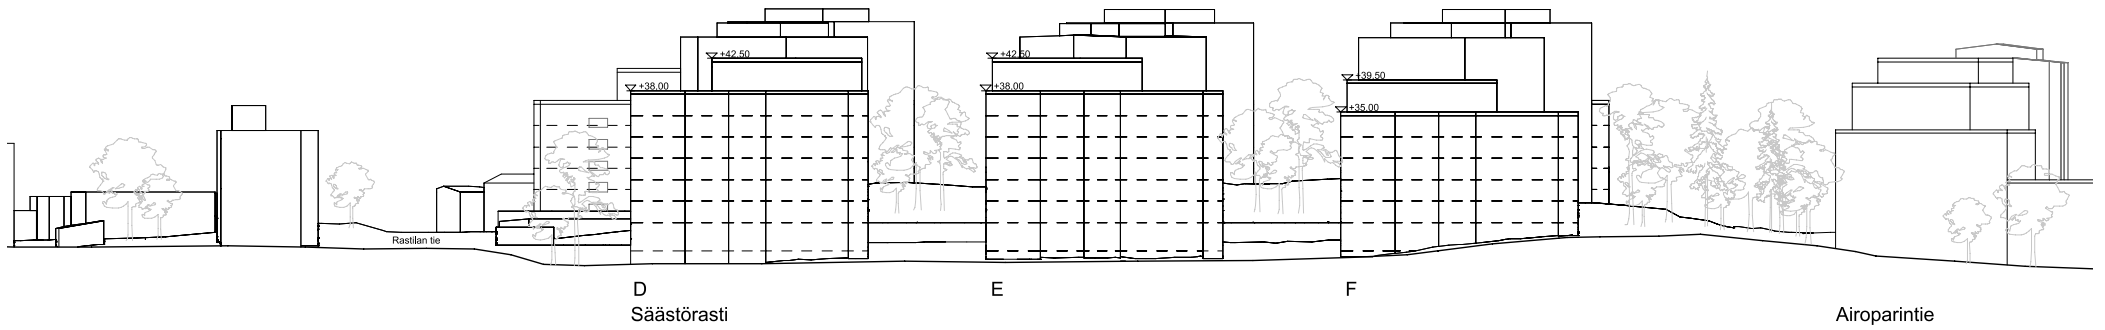 +42.50
+38.00
+42.50
+38.00
+39.50
+35.00
Rastilan tie
D
E
F
Säästörasti
Airoparintie